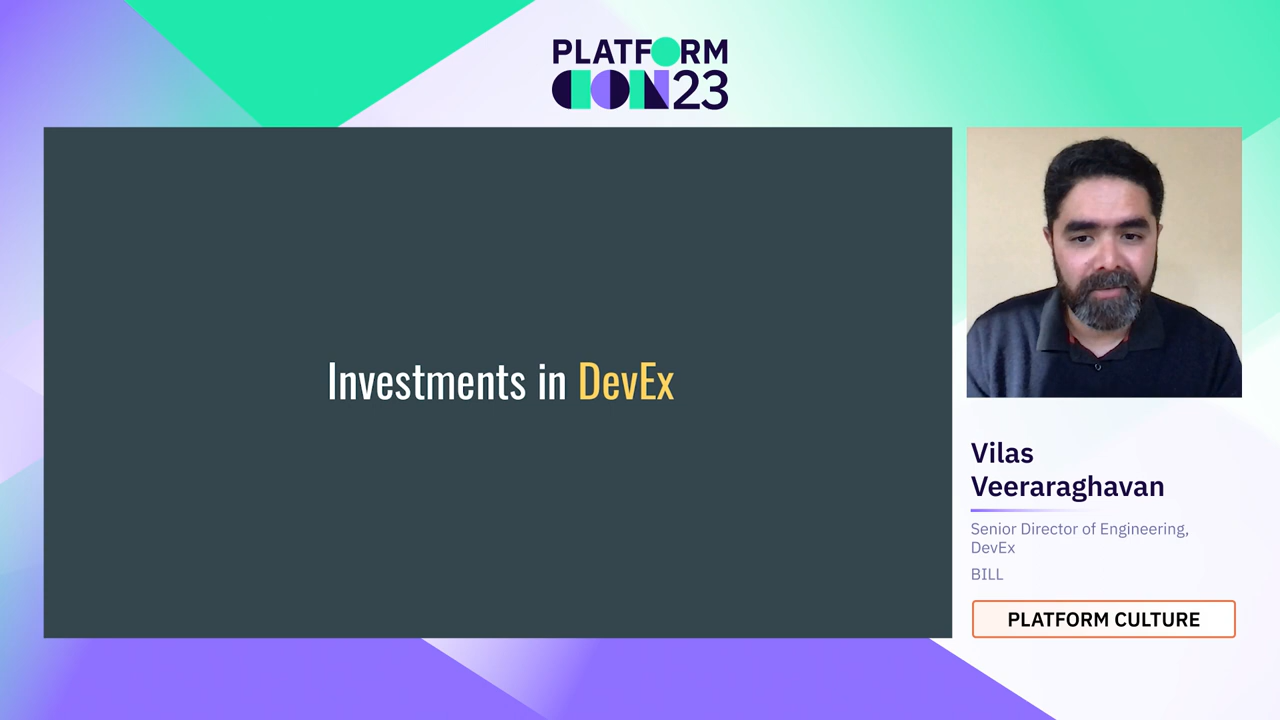 PLATFORM
CON23
Investments in DevEx
Vilas
Veeraraghavan
Senior Director of Engineering,
DevEx
BILL
PLATFORM CULTURE